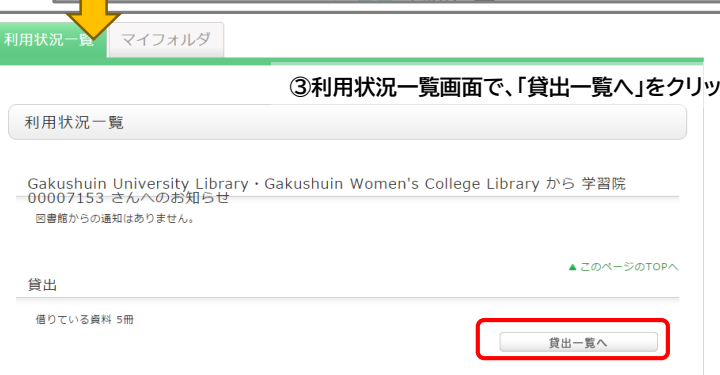 利用状況一覧 マイフォルダ
③利用状況一覧画面で、「貸出一覧へ」をクリッ
利用状況一覧
Gakushuin University Library・Gakushuin Women's College Library から 学習院
00007153 さんへのお知らせ
図書館からの通知はありません。
▲ このページのTOPへ
貸出
借りている資料 5冊
貸出一覧へ